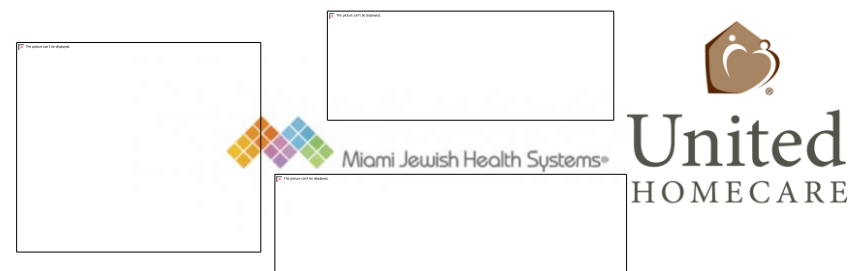 The picture can't be displayed.
The picture can't be displayed.
Miami Jewish Health Systems®
The picture can't be displayed.
®
United
HOMECARE